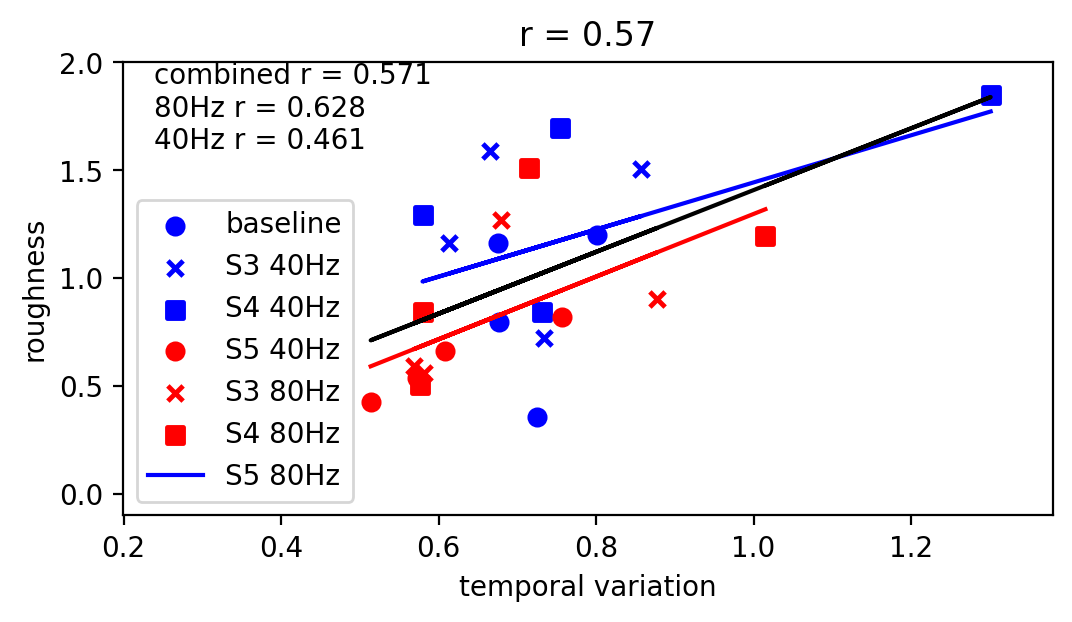 r = 0.57
combined r = 0.571
80Hz r = 0.628
40Hz r = 0.461
baseline
S3 40Hz
S4 40Hz
S5 40Hz
S3 80Hz
S4 80Hz
S5 80Hz
roughness
2.0
1.5
1.0
0.5
0.0
0.2 0.4 0.6 0.8 1.0 1.2
temporal variation